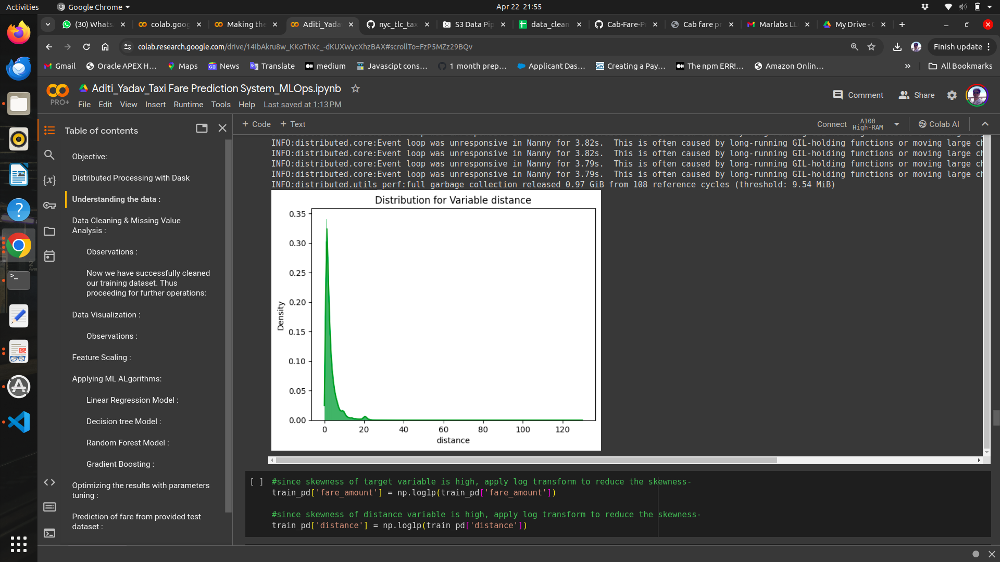 Activities
Google Chrome
Apr 22 21:55
(30) Whats
colab.goog
Making the
Aditi_Yada
nyc_tlc_tax
S3 Data Pip
data_clean
Cab-Fare-P
Cab fare pr
Marlabs LL
My Drive -
colab.research.google.com/drive/14IbAkru8w_KKoThXc_-dKUXWycXhzBAX#scrollTo=FzP5MZz29BQv
Finish update
Gmail
Oracle APEX H...
Maps
News
Translate
medium
Javascipt cons...
1 month prep...
Applicant Das...
Creating a Pay...
The npm ERR!...
Amazon Onlin...
All Bookmarks
PRO+
Aditi_Yadav_Taxi Fare Prediction System_MLOps.ipynb
File Edit View Insert Runtime Tools Help Last saved at 1:13 PM
Comment
Share
Table of contents
+ Code + Text
Connect
A100
High-RAM
Colab AI
Objective:
Distributed Processing with Dask
Understanding the data :
Data Cleaning & Missing Value
Analysis :
Observations :
Now we have successfully cleaned
our training dataset. Thus
proceeding for further operations:
Data Visualization :
Observations :
Feature Scaling :
Applying ML ALgorithms:
Linear Regression Model :
Decision tree Model :
Random Forest Model :
Gradient Boosting :
Optimizing the results with parameters
tuning :
Prediction of fare from provided test
dataset :
INFO:distributed.core:Event loop was unresponsive in Nanny for 3.82s.  This is often caused by long-running GIL-holding functions or moving large ch
INFO:distributed.core:Event loop was unresponsive in Nanny for 3.82s.  This is often caused by long-running GIL-holding functions or moving large ch
INFO:distributed.core:Event loop was unresponsive in Nanny for 3.79s.  This is often caused by long-running GIL-holding functions or moving large ch
INFO:distributed.core:Event loop was unresponsive in Nanny for 3.79s.  This is often caused by long-running GIL-holding functions or moving large ch
INFO:distributed.utils_perf:full garbage collection released 0.97 GiB from 108 reference cycles (threshold: 9.54 MiB)
Distribution for Variable distance
0.35
0.30
0.25
0.20
0.15
0.10
0.05
0.00
Density
0 20 40 60 80 100 120
distance
[ ] #since skewness of target variable is high, apply log transform to reduce the skewness-
train_pd['fare_amount'] = np.log1p(train_pd['fare_amount'])
#since skewness of distance variable is high, apply log transform to reduce the skewness-
train_pd['distance'] = np.log1p(train_pd['distance'])